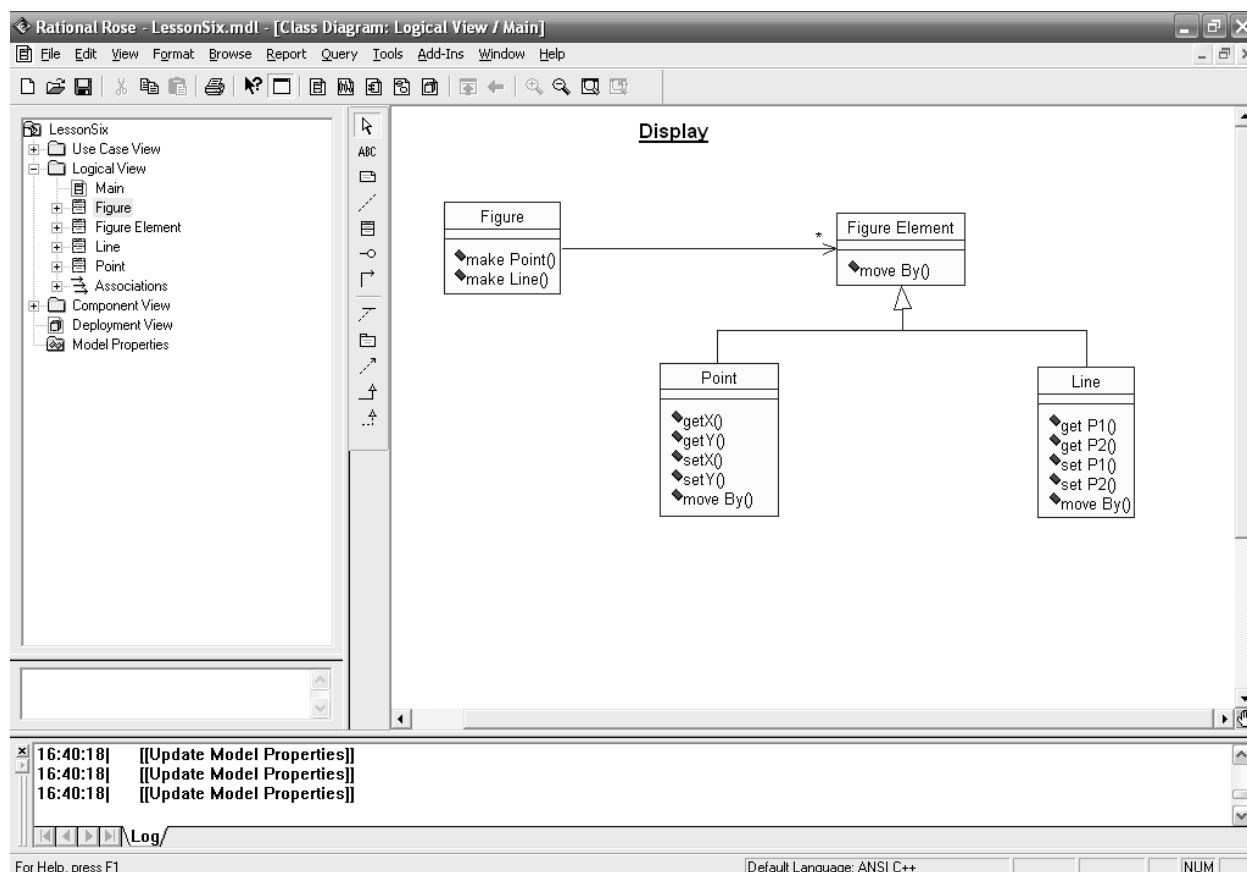 Rational Rose - LessonSix.mdl - [Class Diagram: Logical View / Main]
File Edit View Format Browse Report Query Tools Add-Ins Window Help
LessonSix
Use Case View
Logical View
Main
Figure
Figure Element
Line
Point
Associations
Component View
Deployment View
Model Properties
ABC
Display
Figure
make Point()
make Line()
*
Figure Element
move By()
Point
getX()
getY()
setX()
setY()
move By()
Line
get P1()
get P2()
set P1()
set P2()
move By()
16:40:18| [[Update Model Properties]]
16:40:18| [[Update Model Properties]]
16:40:18| [[Update Model Properties]]
Log
For Help, press F1 Default Language: ANSI C++ NUM